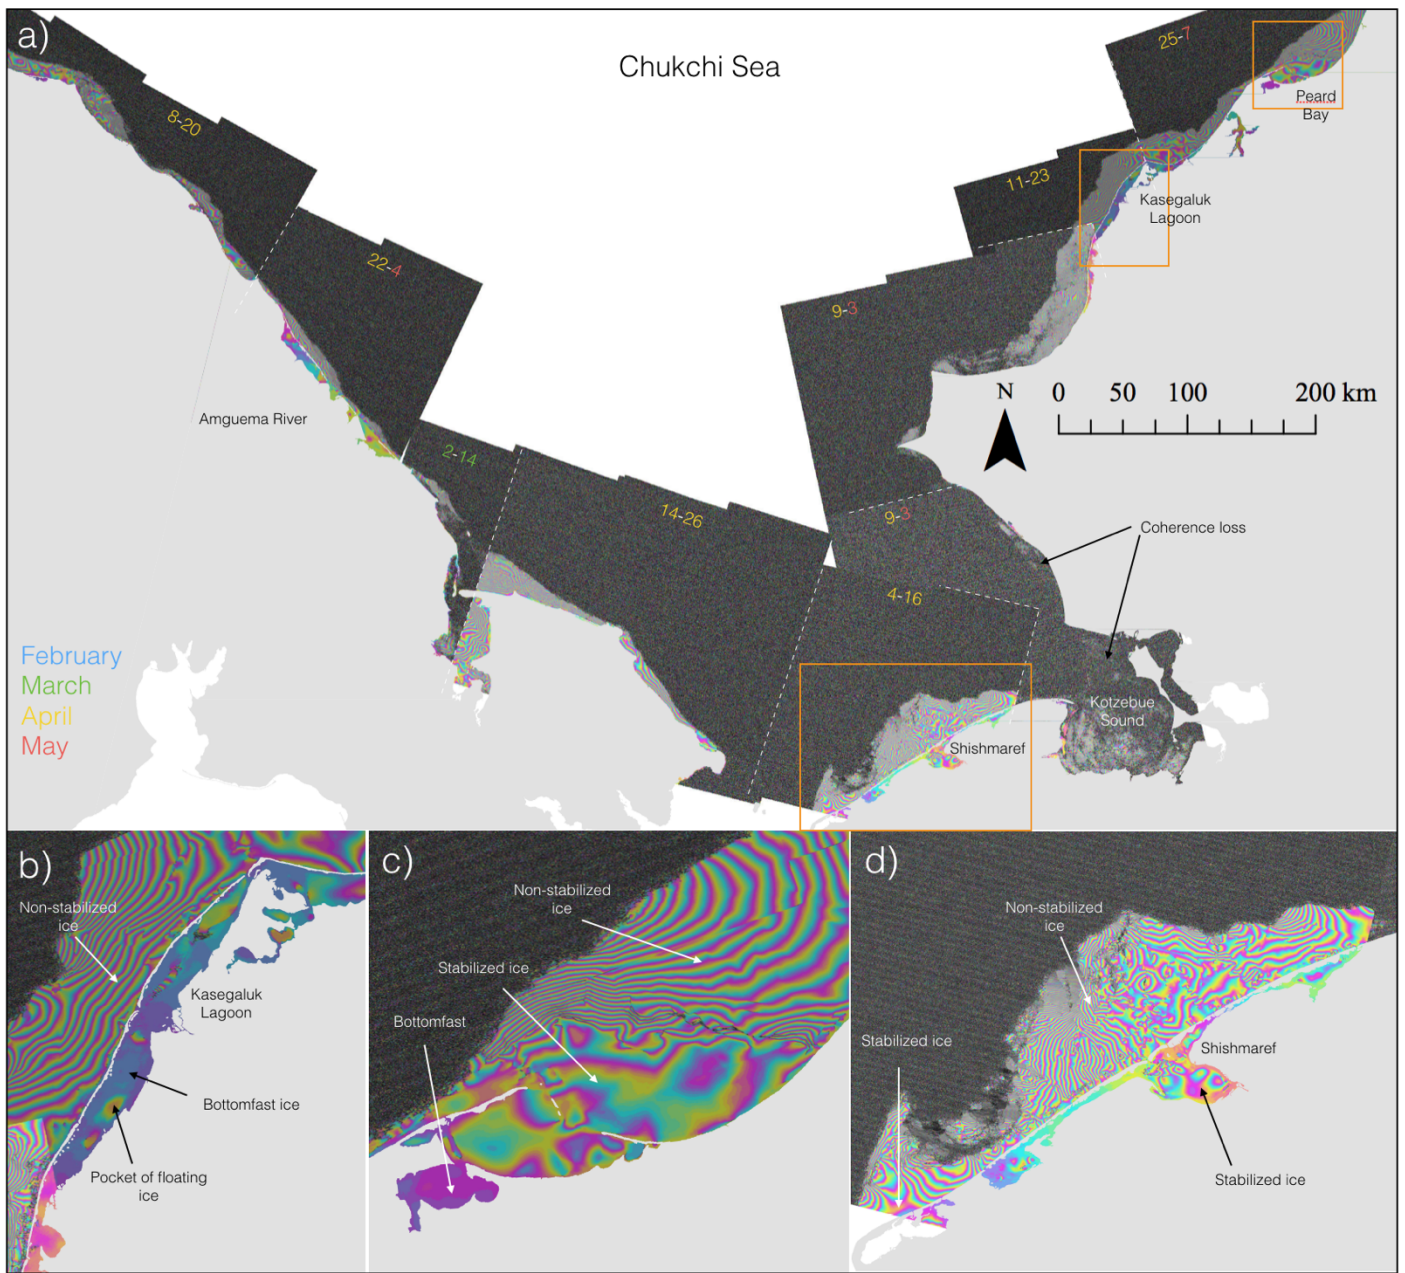 a)
Chukchi Sea
25-7
Peard
Bay
8-20
11-23
Kasegaluk
Lagoon
22-4
9-3
N
0 50 100 200 km
Amguema River
2-14
14-26
9-3
Coherence loss
4-16
February
March
April
May
Kotzebue
Sound
Shishmaref
b)
Non-stabilized
ice
Kasegaluk
Lagoon
Bottomfast ice
Pocket of floating
ice
c)
Non-stabilized
ice
Stabilized ice
Bottomfast
d)
Non-stabilized
ice
Stabilized ice
Shishmaref
Stabilized ice